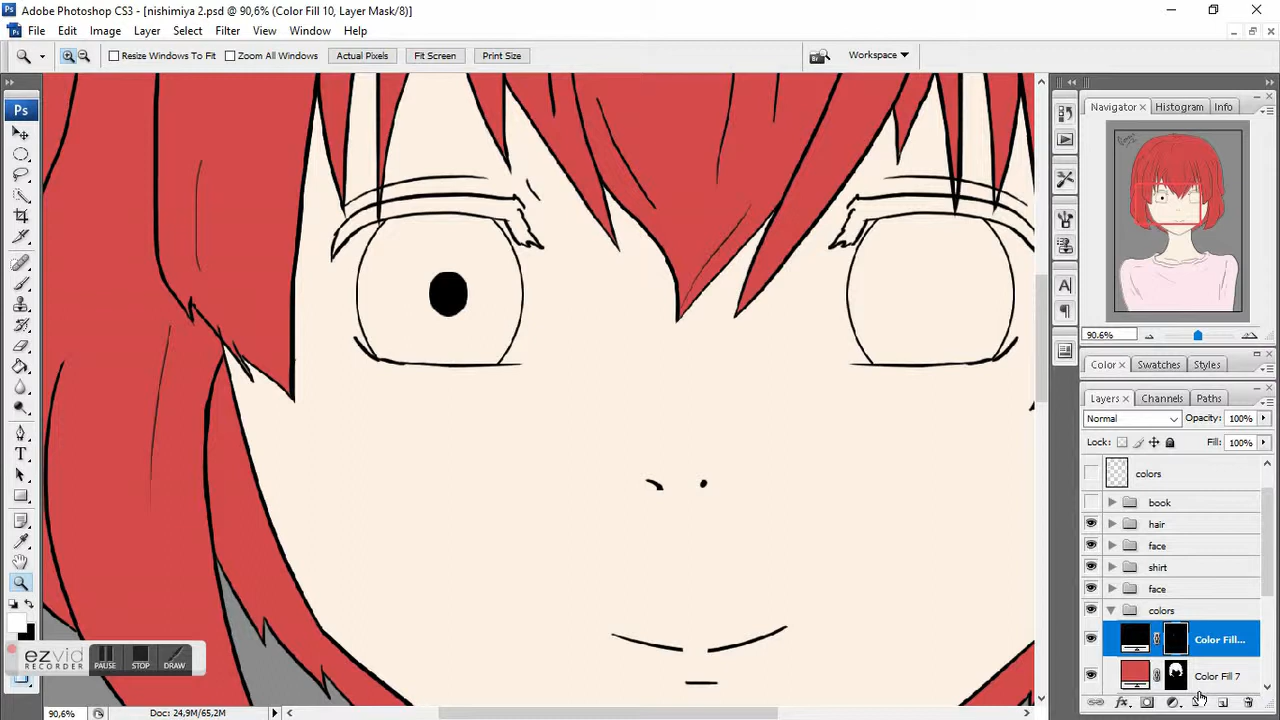 Adobe Photoshop CS3 - [nishimiya 2.psd @ 90,6% (Color Fill 10, Layer Mask/8)]
File Edit Image Layer Select Filter View Window Help
Resize Windows To Fit Zoom All Windows Actual Pixels Fit Screen Print Size Workspace
Ps
Navigator × Histogram Info
90.6%
Color × Swatches Styles
Layers × Channels Paths
Normal Opacity: 100%
Lock: Fill: 100%
colors
book
hair
face
shirt
face
colors
Color Fill...
Color Fill 7
ezvid
RECORDER
PAUSE STOP DRAW
90,6% Doc: 24,9M/65,2M